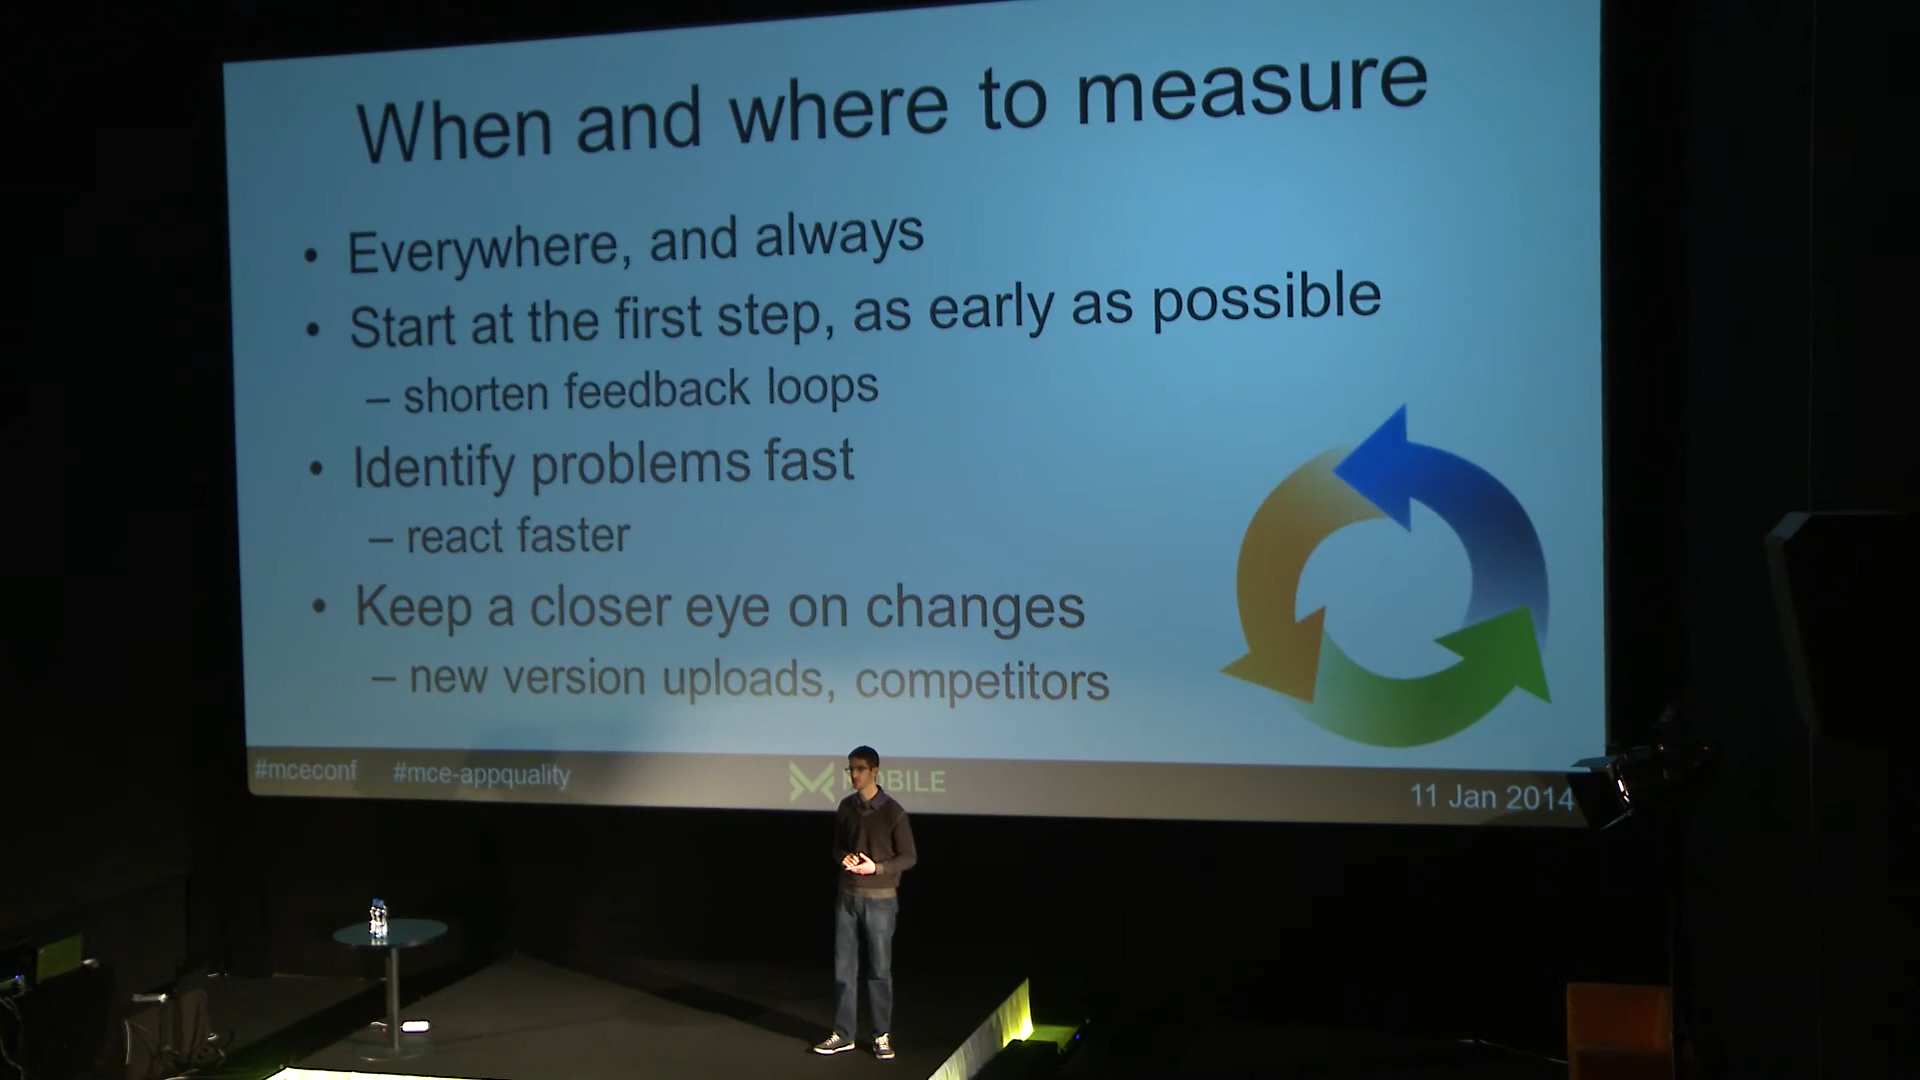 When and where to measure
• Everywhere, and always
• Start at the first step, as early as possible
– shorten feedback loops
• Identify problems fast
– react faster
• Keep a closer eye on changes
– new version uploads, competitors
#mceconf #mce-appquality MOBILE 11 Jan 2014